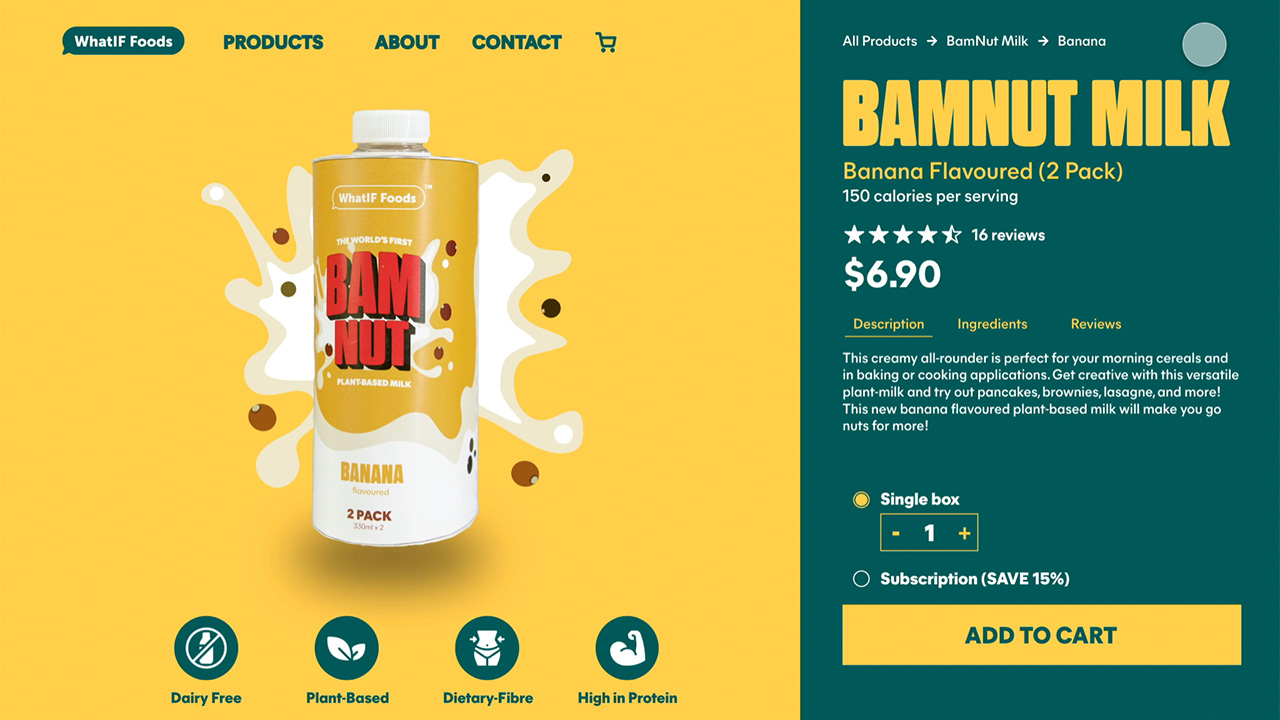 WhatIF Foods
PRODUCTS
ABOUT
CONTACT
WhatIF Foods™
THE WORLD'S FIRST
BAM
NUT
PLANT-BASED MILK
BANANA
flavoured
2 PACK
330ml x 2
Dairy Free
Plant-Based
Dietary-Fibre
High in Protein
All Products → BamNut Milk → Banana
BAMNUT MILK
Banana Flavoured (2 Pack)
150 calories per serving
16 reviews
$6.90
Description
Ingredients
Reviews
This creamy all-rounder is perfect for your morning cereals and
in baking or cooking applications. Get creative with this versatile
plant-milk and try out pancakes, brownies, lasagne, and more!
This new banana flavoured plant-based milk will make you go
nuts for more!
Single box
- 1 +
Subscription (SAVE 15%)
ADD TO CART